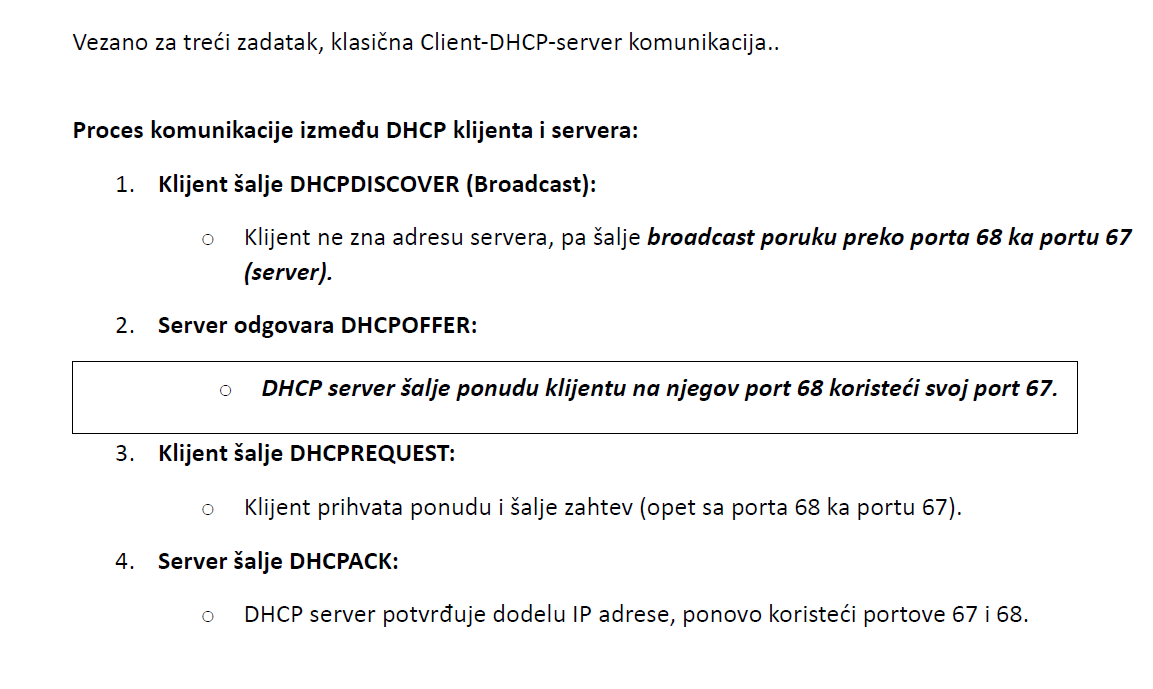 Vezano za treći zadatak, klasična Client-DHCP-server komunikacija..
Proces komunikacije između DHCP klijenta i servera:
1. Klijent šalje DHCPDISCOVER (Broadcast):
○ Klijent ne zna adresu servera, pa šalje broadcast poruku preko porta 68 ka portu 67
(server).
2. Server odgovara DHCPOFFER:
○ DHCP server šalje ponudu klijentu na njegov port 68 koristeći svoj port 67.
3. Klijent šalje DHCPREQUEST:
○ Klijent prihvata ponudu i šalje zahtev (opet sa porta 68 ka portu 67).
4. Server šalje DHCPACK:
○ DHCP server potvrđuje dodelu IP adrese, ponovo koristeći portove 67 i 68.